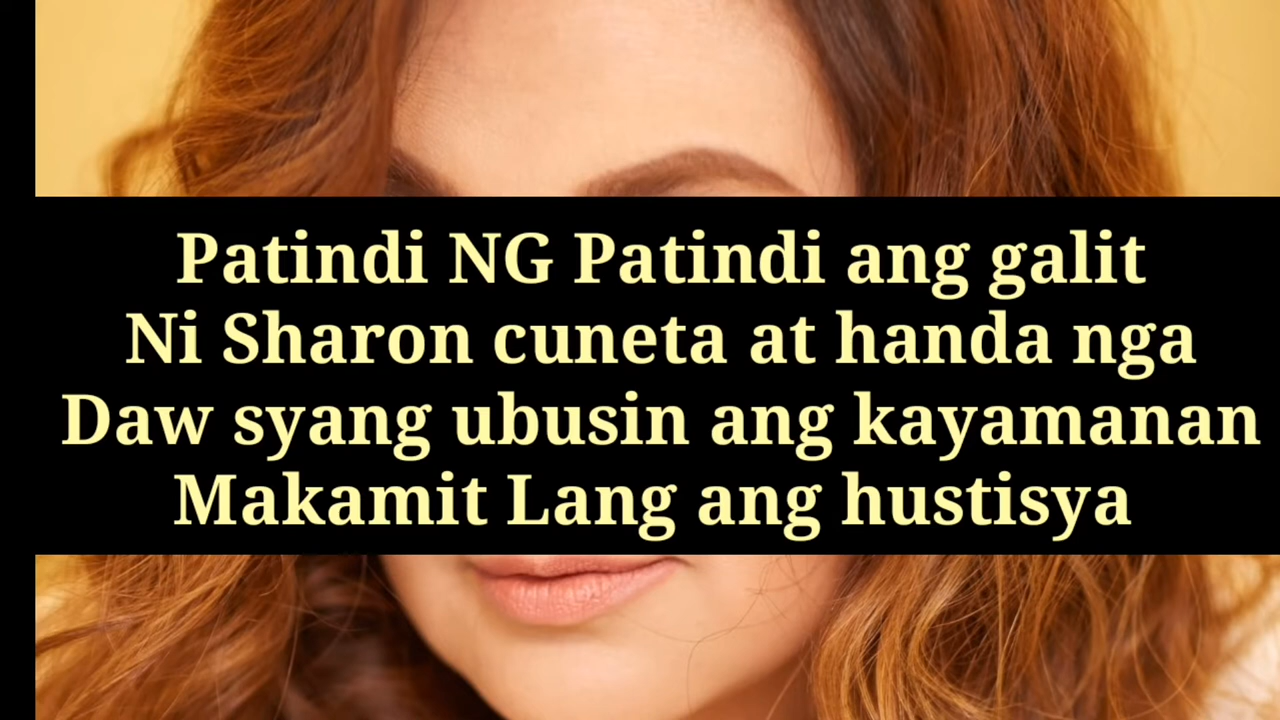 Patindi NG Patindi ang galit
Ni Sharon cuneta at handa nga
Daw syang ubusin ang kayamanan
Makamit Lang ang hustisya